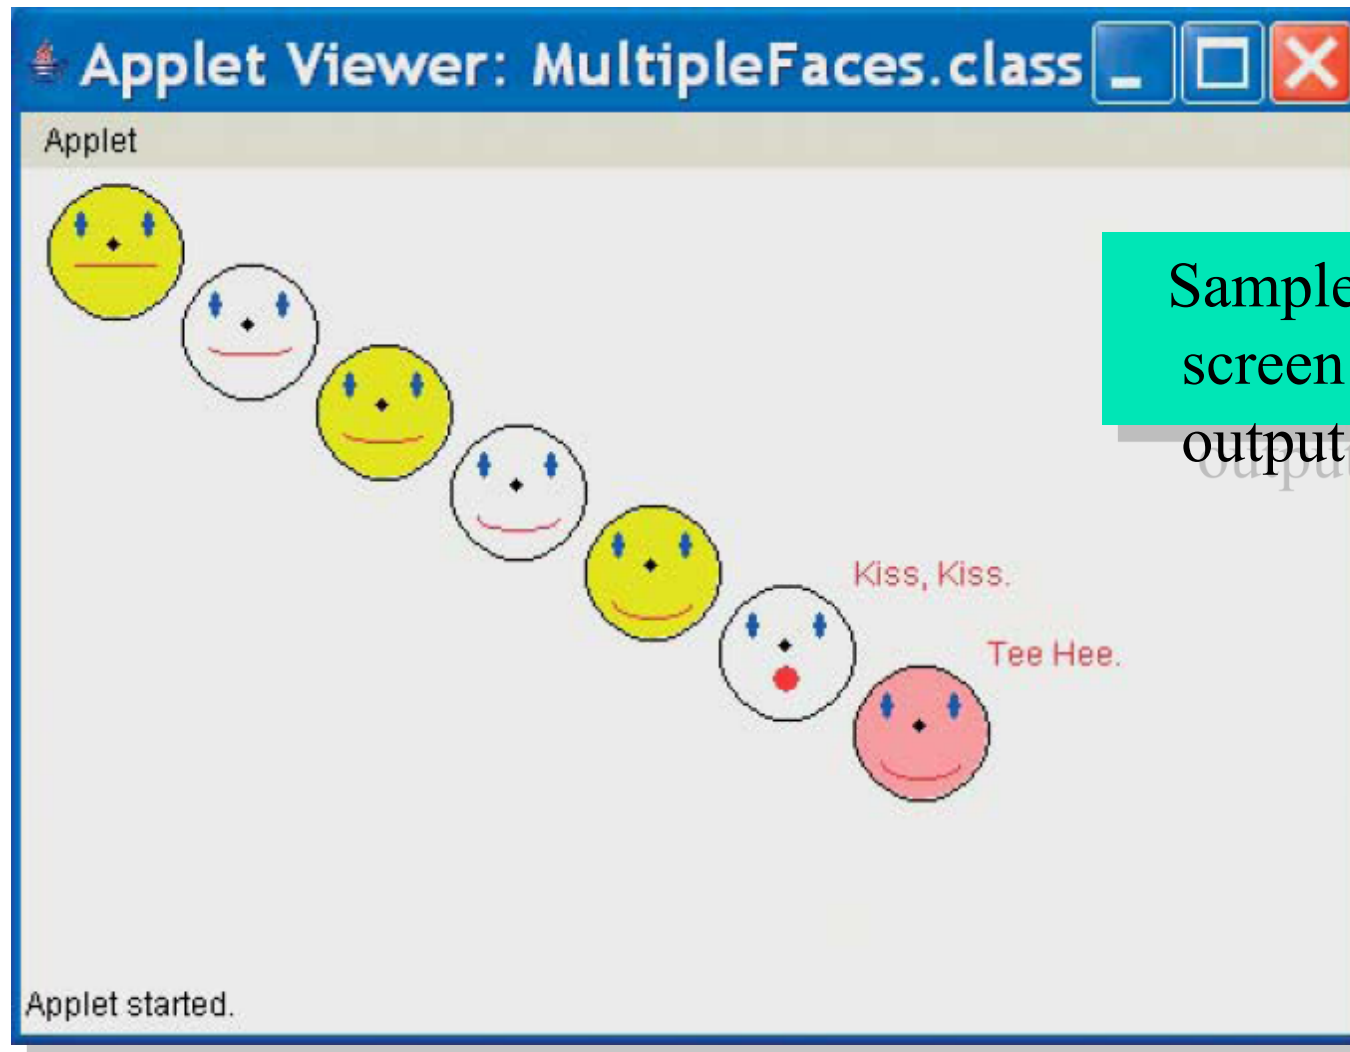 Applet Viewer: MultipleFaces.class
Applet
Sample
screen
output
Kiss, Kiss.
Tee Hee.
Applet started.